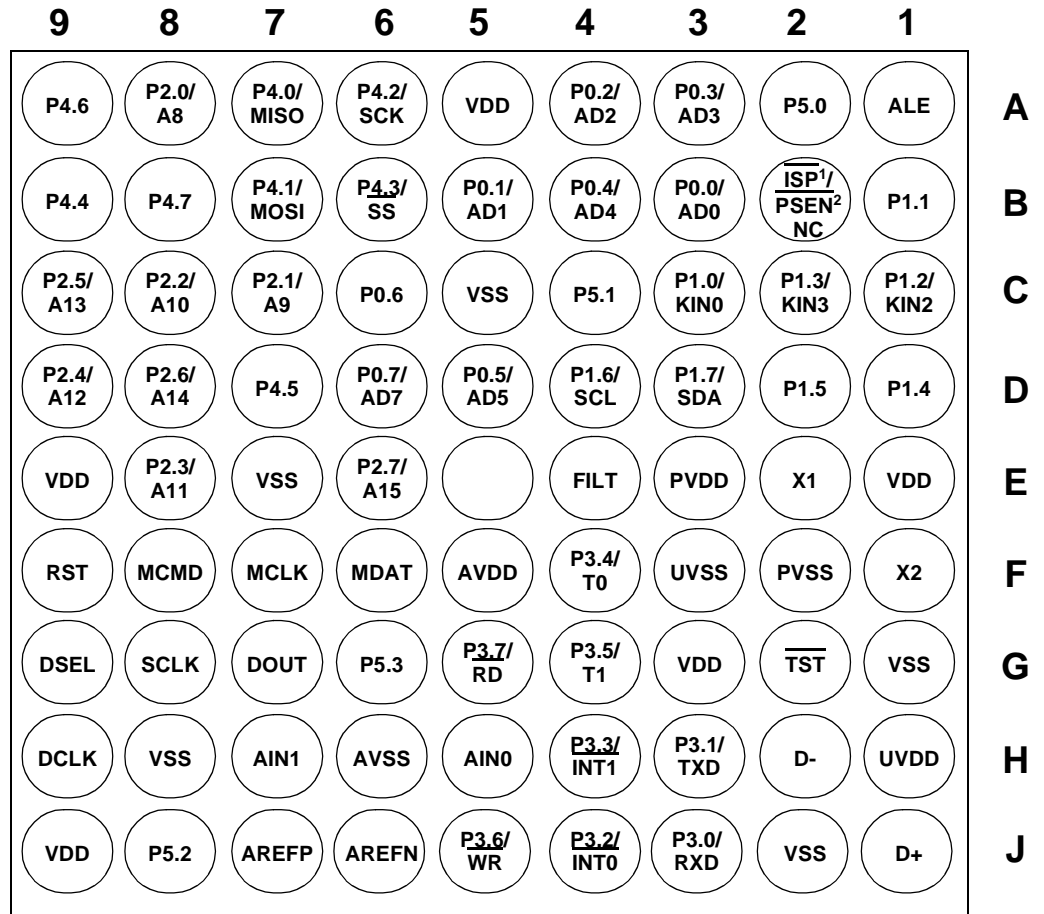 9 8 7 6 5 4 3 2 1
P4.6 P2.0/ P4.0/ P4.2/ VDD P0.2/ P0.3/ P5.0 ALE A
A8 MISO SCK AD2 AD3
P4.4 P4.7 P4.1/ P4.3/ P0.1/ P0.4/ P0.0/ ISP¹/ P1.1 B
MOSI SS AD1 AD4 AD0 PSEN²
NC
P2.5/ P2.2/ P2.1/ P0.6 VSS P5.1 P1.0/ P1.3/ P1.2/ C
A13 A10 A9 KIN0 KIN3 KIN2
P2.4/ P2.6/ P4.5 P0.7/ P0.5/ P1.6/ P1.7/ P1.5 P1.4 D
A12 A14 AD7 AD5 SCL SDA
VDD P2.3/ VSS P2.7/ FILT PVDD X1 VDD E
A11 A15
RST MCMD MCLK MDAT AVDD P3.4/ UVSS PVSS X2 F
T0
DSEL SCLK DOUT P5.3 P3.7/ P3.5/ VDD TST VSS G
RD T1
DCLK VSS AIN1 AVSS AIN0 P3.3/ P3.1/ D- UVDD H
INT1 TXD
VDD P5.2 AREFP AREFN P3.6/ P3.2/ P3.0/ VSS D+ J
WR INT0 RXD